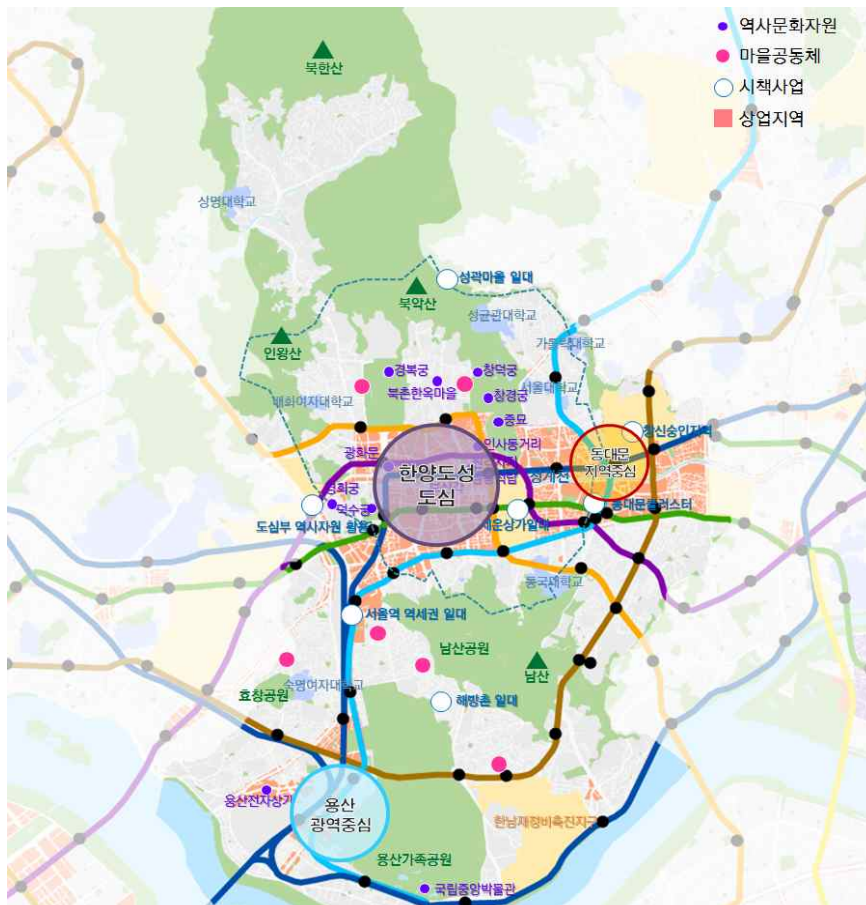 역사문화자원
마을공동체
시책사업
상업지역
북한산
상명대학교
성곽마을 일대
북악산
성균관대학교
가톨릭대학교
인왕산
경복궁
창덕궁
북촌한옥마을
서울대학교
배화여자대학교
창경궁
종묘
창신숭인지역
광화문
인사동거리
한양도성
도심
동대문
지역중심
청계천
경희궁
덕수궁
도심부 역사자원
세운상가일대
동대문클러스터
동국대학교
서울역 역세권 일대
남산공원
남산
숙명여자대학교
효창공원
해방촌 일대
용산전자상가
용산
광역중심
한남재정비촉진지구
용산가족공원
국립중앙박물관